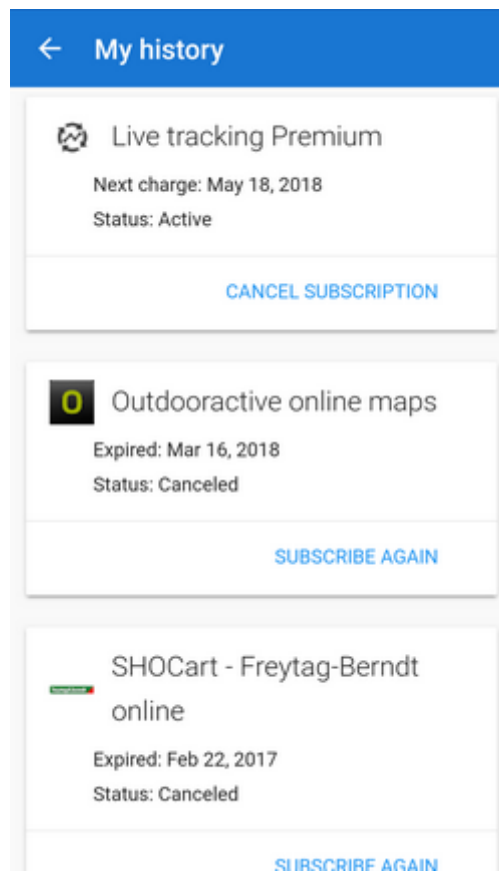 My history
Live tracking Premium
Next charge: May 18, 2018
Status: Active
CANCEL SUBSCRIPTION
O
Outdooractive online maps
Expired: Mar 16, 2018
Status: Canceled
SUBSCRIBE AGAIN
SHOCart - Freytag-Berndt
online
Expired: Feb 22, 2017
Status: Canceled
SUBSCRIBE AGAIN